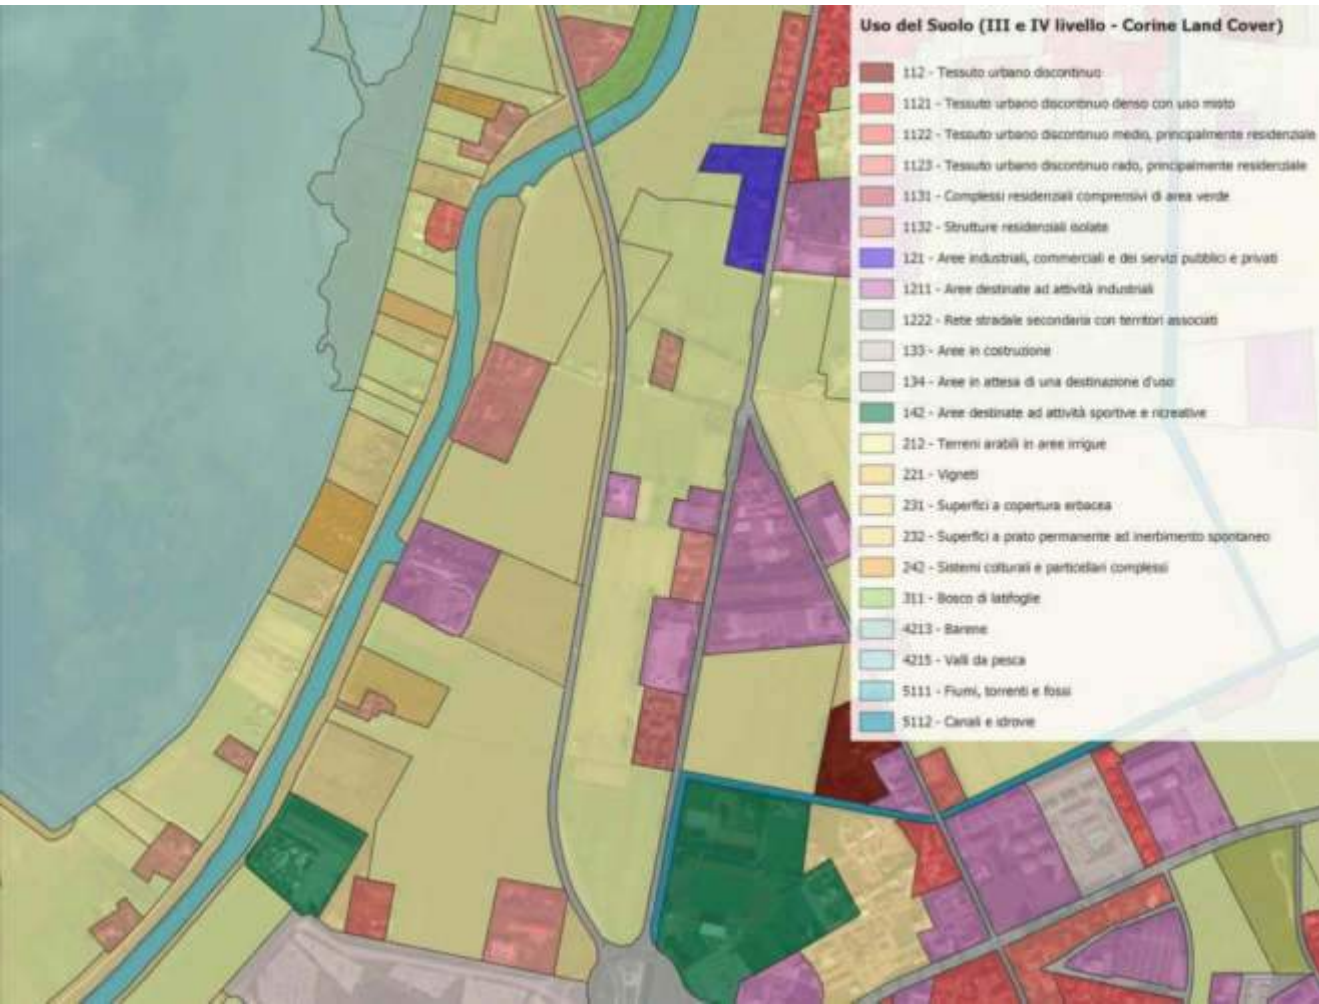 Uso del Suolo (III e IV livello - Corine Land Cover)
112 - Tessuto urbano discontinuo
1121 - Tessuto urbano discontinuo denso con uso misto
1122 - Tessuto urbano discontinuo medio, principalmente residenziale
1123 - Tessuto urbano discontinuo rado, principalmente residenziale
1131 - Complessi residenziali comprensivi di area verde
1132 - Strutture residenziali isolate
121 - Aree industriali, commerciali e dei servizi pubblici e privati
1211 - Aree destinate ad attività industriali
1222 - Rete stradale secondaria con territori associati
133 - Aree in costruzione
134 - Aree in attesa di una destinazione d'uso
142 - Aree destinate ad attività sportive e ricreative
212 - Terreni arabili in aree irrigue
221 - Vigneti
231 - Superfici a copertura erbacea
232 - Superfici a prato permanente ad inerbimento spontaneo
242 - Sistemi colturali e particellari complessi
311 - Bosco di latifoglie
4213 - Barene
4215 - Valli da pesca
5111 - Fiumi, torrenti e fossi
5112 - Canali e idrovie